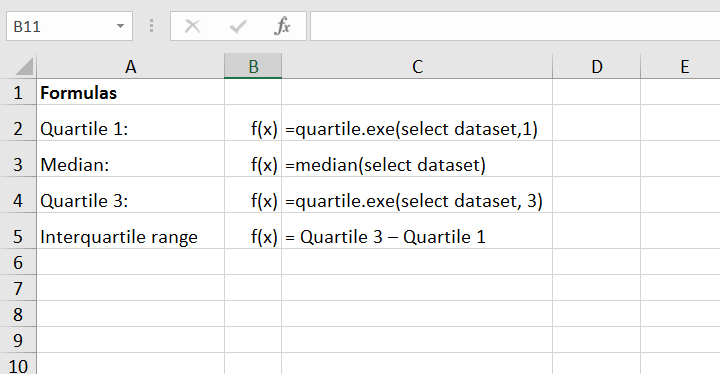 B11 fx
A B C D E
1 Formulas
2 Quartile 1: f(x) =quartile.exe(select dataset,1)
3 Median: f(x) =median(select dataset)
4 Quartile 3: f(x) =quartile.exe(select dataset, 3)
5 Interquartile range f(x) = Quartile 3 – Quartile 1
6
7
8
9
10